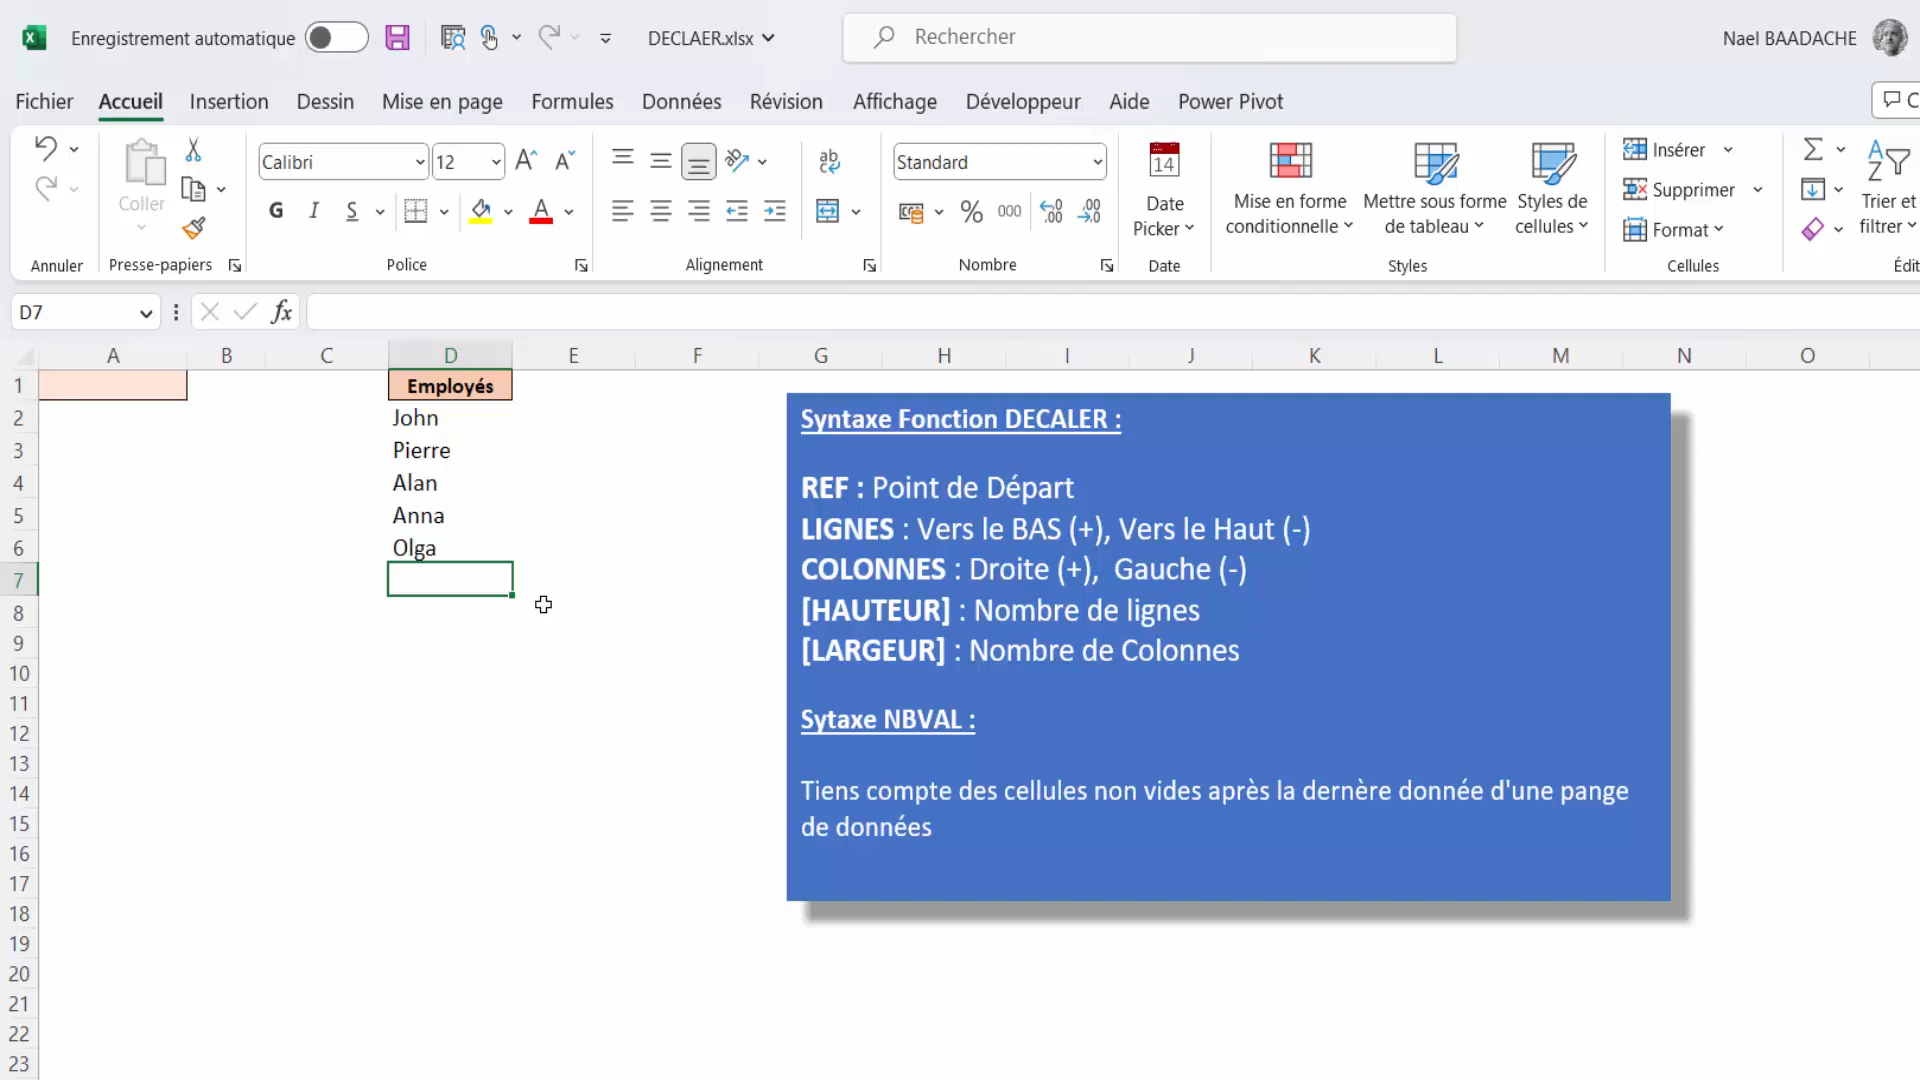 Enregistrement automatique
DECLAER.xlsx
Rechercher
Nael BAADACHE
Fichier Accueil Insertion Dessin Mise en page Formules Données Révision Affichage Développeur Aide Power Pivot
C
Coller
Calibri 12
G I S
ab
Standard
% 000
14
Date
Picker
Mise en forme
conditionnelle
Mettre sous forme
de tableau
Styles de
cellules
Insérer
Supprimer
Format
Trier et
filtrer
Annuler Presse-papiers Police Alignement Nombre Date Styles Cellules Édit
D7
fx
A B C D E F G H I J K L M N O
1 Employés
2 John
3 Pierre
4 Alan
5 Anna
6 Olga
7
8
9
10
11
12
13
14
15
16
17
18
19
20
21
22
23
Syntaxe Fonction DECALER :
REF : Point de Départ
LIGNES : Vers le BAS (+), Vers le Haut (-)
COLONNES : Droite (+), Gauche (-)
[HAUTEUR] : Nombre de lignes
[LARGEUR] : Nombre de Colonnes
Sytaxe NBVAL :
Tiens compte des cellules non vides après la dernère donnée d'une pange
de données